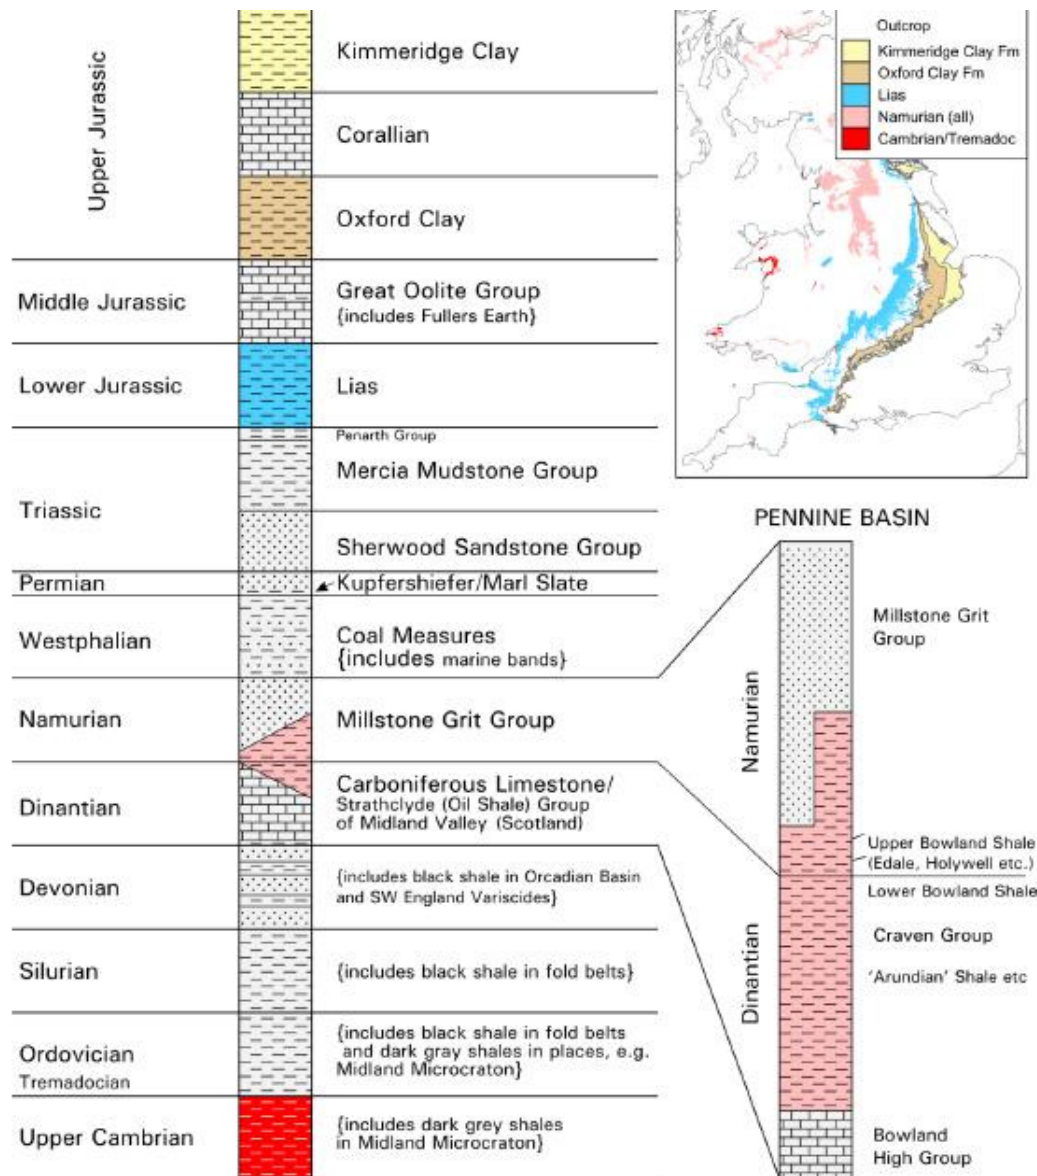 Upper Jurassic
Kimmeridge Clay
Corallian
Oxford Clay
Middle Jurassic
Great Oolite Group
{includes Fullers Earth}
Lower Jurassic
Lias
Triassic
Penarth Group
Mercia Mudstone Group
Sherwood Sandstone Group
Permian
Kupfershiefer/Marl Slate
Westphalian
Coal Measures
{includes marine bands}
Namurian
Millstone Grit Group
Dinantian
Carboniferous Limestone/
Strathclyde (Oil Shale) Group
of Midland Valley (Scotland)
Devonian
{includes black shale in Orcadian Basin
and SW England Variscides}
Silurian
{includes black shale in fold belts}
Ordovician
Tremadocian
{includes black shale in fold belts
and dark gray shales in places, e.g.
Midland Microcraton}
Upper Cambrian
{includes dark grey shales
in Midland Microcraton}
Outcrop
Kimmeridge Clay Fm
Oxford Clay Fm
Lias
Namurian (all)
Cambrian/Tremadoc
PENNINE BASIN
Namurian
Millstone Grit
Group
Upper Bowland Shale
(Edale, Holywell etc.)
Dinantian
Lower Bowland Shale
Craven Group
'Arundian' Shale etc
Bowland
High Group